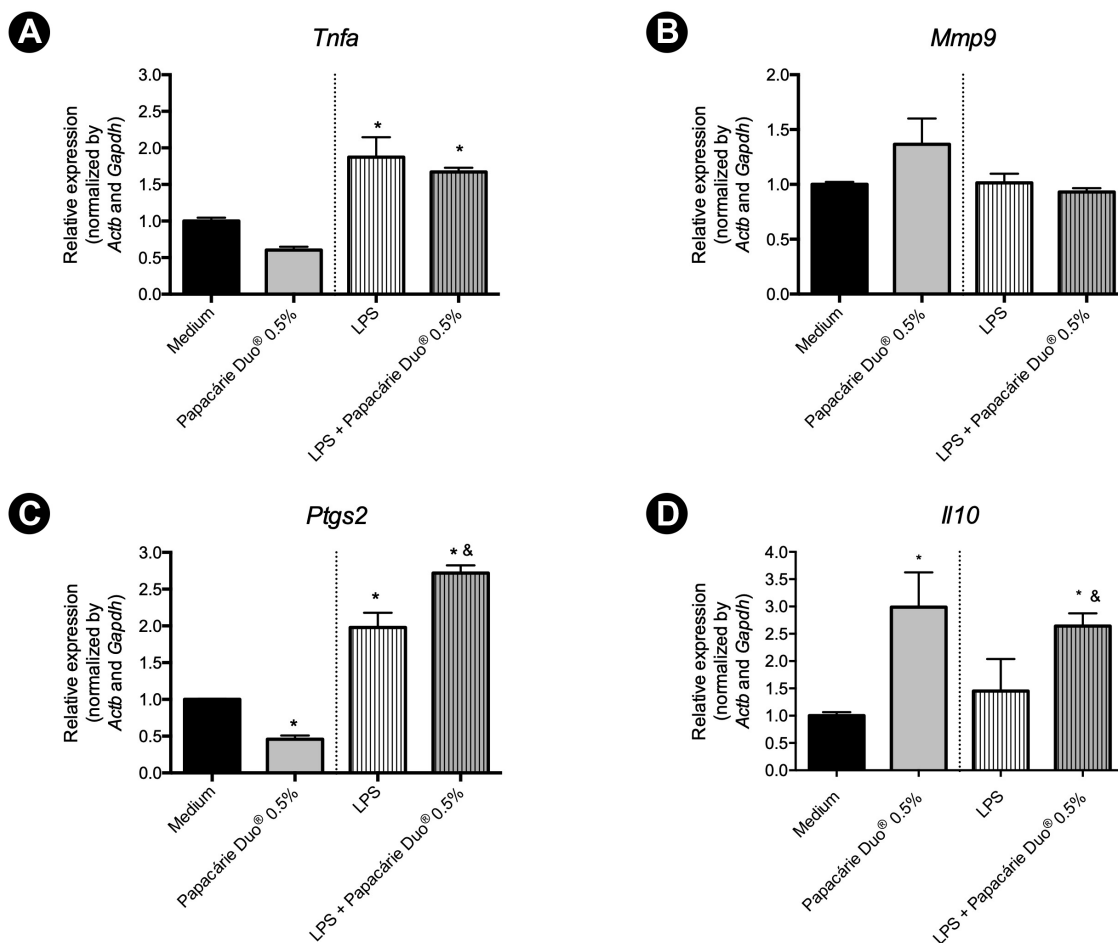 A
Tnfa
Relative expression
(normalized by
Actb and Gapdh)
3.0
2.5
2.0
1.5
1.0
0.5
0.0
*
*
Medium
Papacárie Duo® 0.5%
LPS
LPS + Papacárie Duo® 0.5%
B
Mmp9
Relative expression
(normalized by
Actb and Gapdh)
2.0
1.5
1.0
0.5
0.0
Medium
Papacárie Duo® 0.5%
LPS
LPS + Papacárie Duo® 0.5%
C
Ptgs2
Relative expression
(normalized by
Actb and Gapdh)
3.0
2.5
2.0
1.5
1.0
0.5
0.0
*
*
* &
Medium
Papacárie Duo® 0.5%
LPS
LPS + Papacárie Duo® 0.5%
D
Il10
Relative expression
(normalized by
Actb and Gapdh)
4.0
3.5
3.0
2.5
2.0
1.5
1.0
0.5
0.0
*
* &
Medium
Papacárie Duo® 0.5%
LPS
LPS + Papacárie Duo® 0.5%